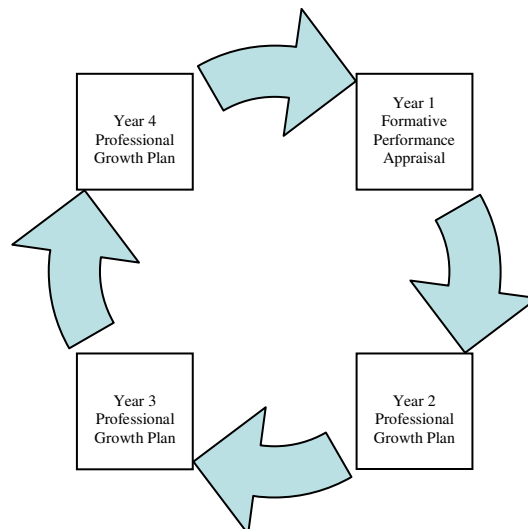 Year 4
Professional
Growth Plan
Year 1
Formative
Performance
Appraisal
Year 3
Professional
Growth Plan
Year 2
Professional
Growth Plan